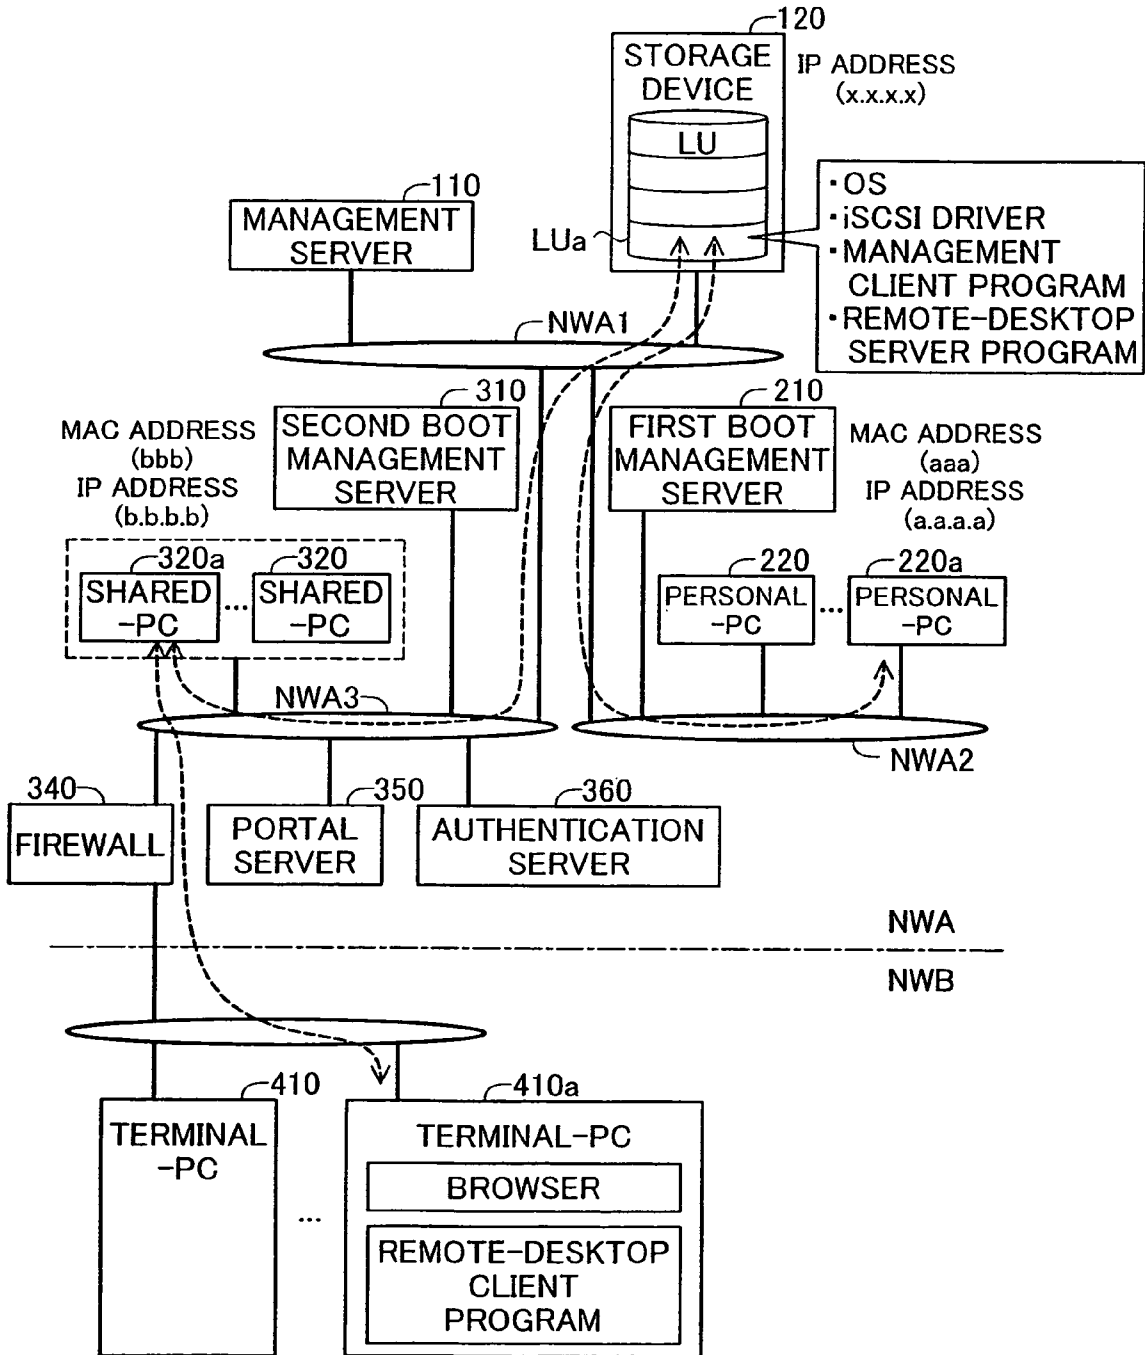 120
STORAGE
DEVICE
IP ADDRESS
(x.x.x.x)
LU
LUa
・OS
・iSCSI DRIVER
・MANAGEMENT
CLIENT PROGRAM
・REMOTE-DESKTOP
SERVER PROGRAM
110
MANAGEMENT
SERVER
NWA1
310
SECOND BOOT
MANAGEMENT
SERVER
210
FIRST BOOT
MANAGEMENT
SERVER
MAC ADDRESS
(bbb)
IP ADDRESS
(b.b.b.b)
MAC ADDRESS
(aaa)
IP ADDRESS
(a.a.a.a)
320a
SHARED
-PC
...
320
SHARED
-PC
220
PERSONAL
-PC
...
220a
PERSONAL
-PC
NWA3
NWA2
340
FIREWALL
350
PORTAL
SERVER
360
AUTHENTICATION
SERVER
NWA
NWB
410
TERMINAL
-PC
...
410a
TERMINAL-PC
BROWSER
REMOTE-DESKTOP
CLIENT
PROGRAM